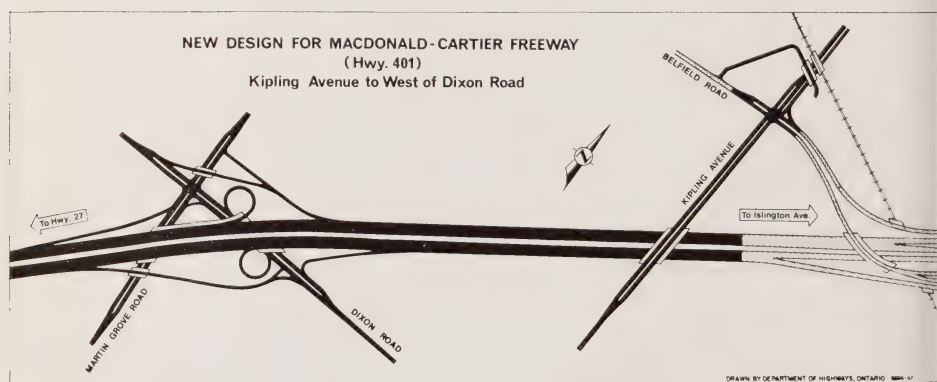 NEW DESIGN FOR MACDONALD-CARTIER FREEWAY
(Hwy. 401)
Kipling Avenue to West of Dixon Road
BELFIELD ROAD
KIPLING AVENUE
N
To Hwy. 27
To Islington Ave.
MARTIN GROVE ROAD
DIXON ROAD
DRAWN BY DEPARTMENT OF HIGHWAYS, ONTARIO